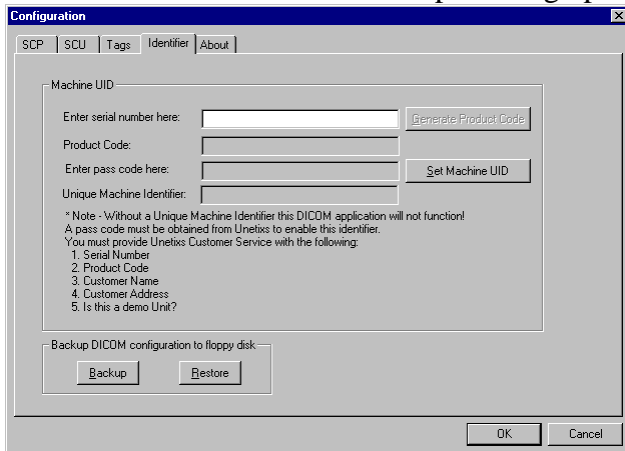 Configuration
SCP SCU Tags Identifier About
Machine UID
Enter serial number here: Generate Product Code
Product Code:
Enter pass code here: Set Machine UID
Unique Machine Identifier:
* Note - Without a Unique Machine Identifier this DICOM application will not function!
A pass code must be obtained from Unetixs to enable this identifier.
You must provide Unetixs Customer Service with the following:
1. Serial Number
2. Product Code
3. Customer Name
4. Customer Address
5. Is this a demo Unit?
Backup DICOM configuration to floppy disk
Backup Restore
OK Cancel